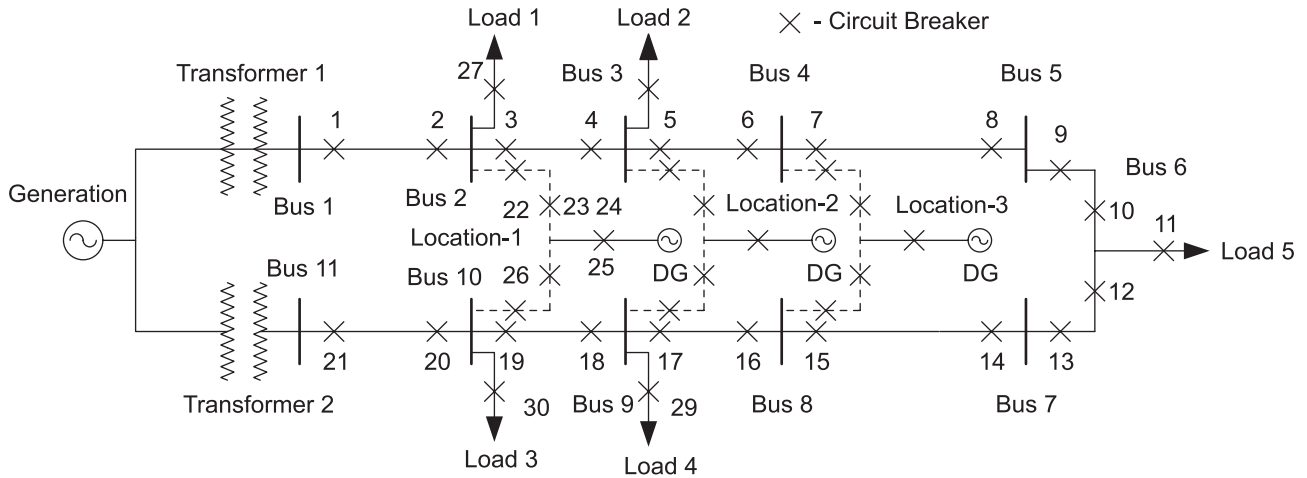 Load 1
Load 2
- Circuit Breaker
Transformer 1
27
Bus 3
Bus 4
Bus 5
1
2
3
4
5
6
7
8
9
Generation
Bus 1
Bus 2
22
23
24
Location-2
Location-3
Bus 6
10
11
Load 5
Location-1
25
DG
DG
DG
Bus 11
Bus 10
26
12
21
20
19
18
17
16
15
14
13
Transformer 2
30
Bus 9
29
Bus 8
Bus 7
Load 3
Load 4